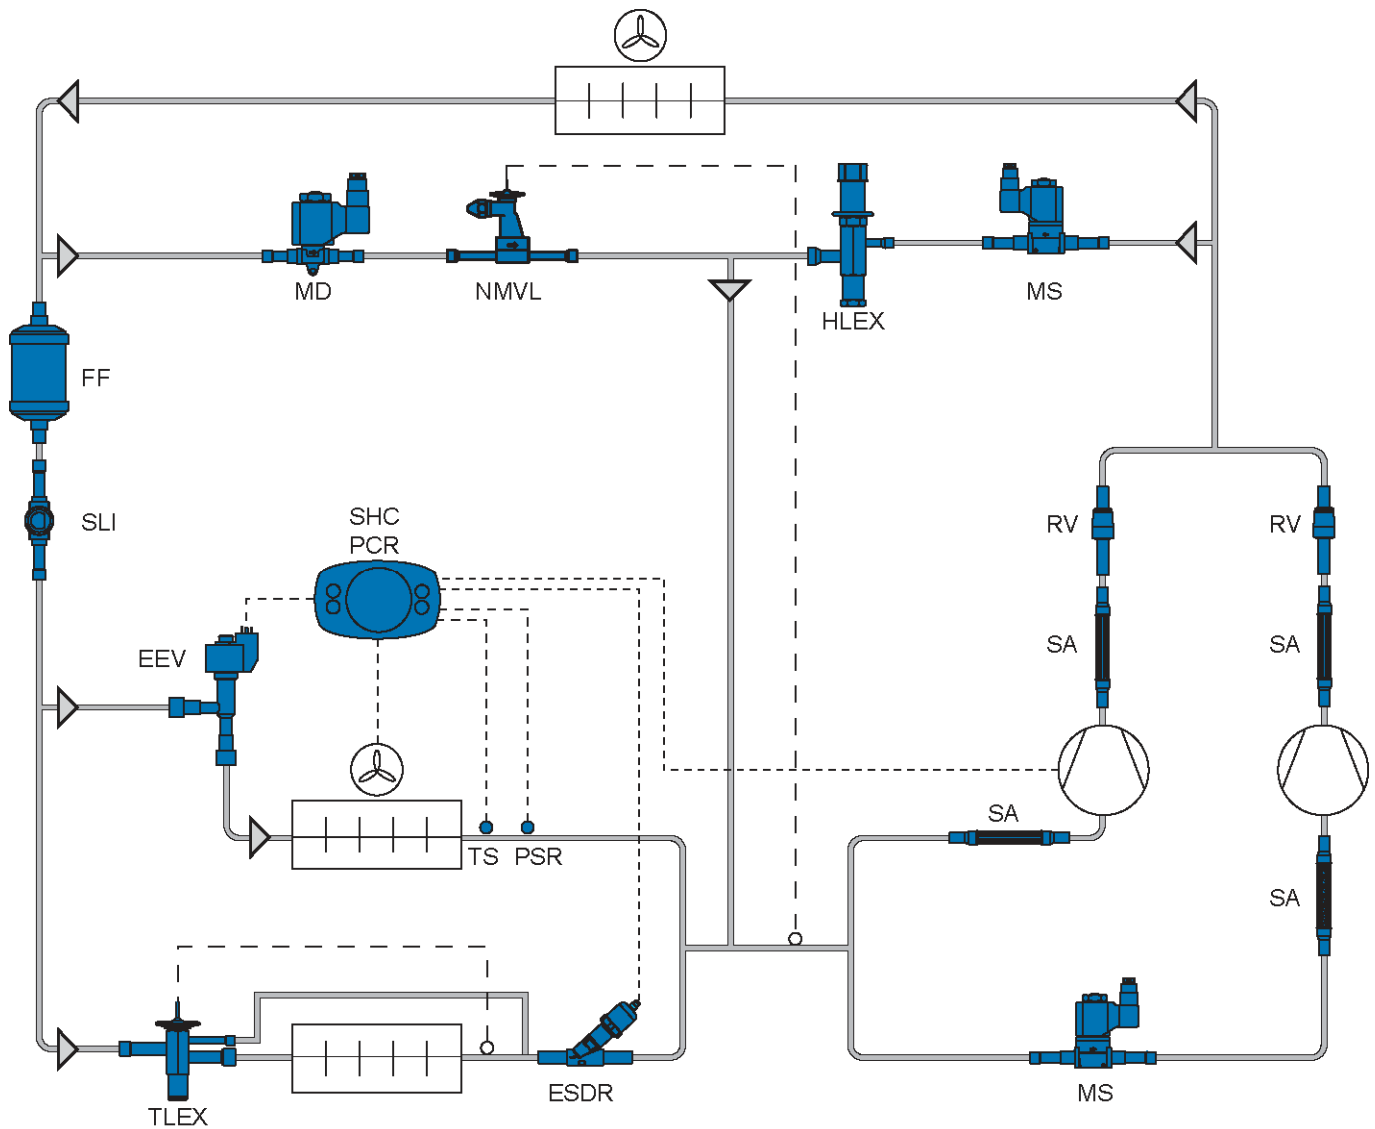 MD
NMVL
HLEX
MS
FF
SLI
SHC
PCR
RV
RV
EEV
SA
SA
TS
PSR
SA
SA
ESDR
MS
TLEX